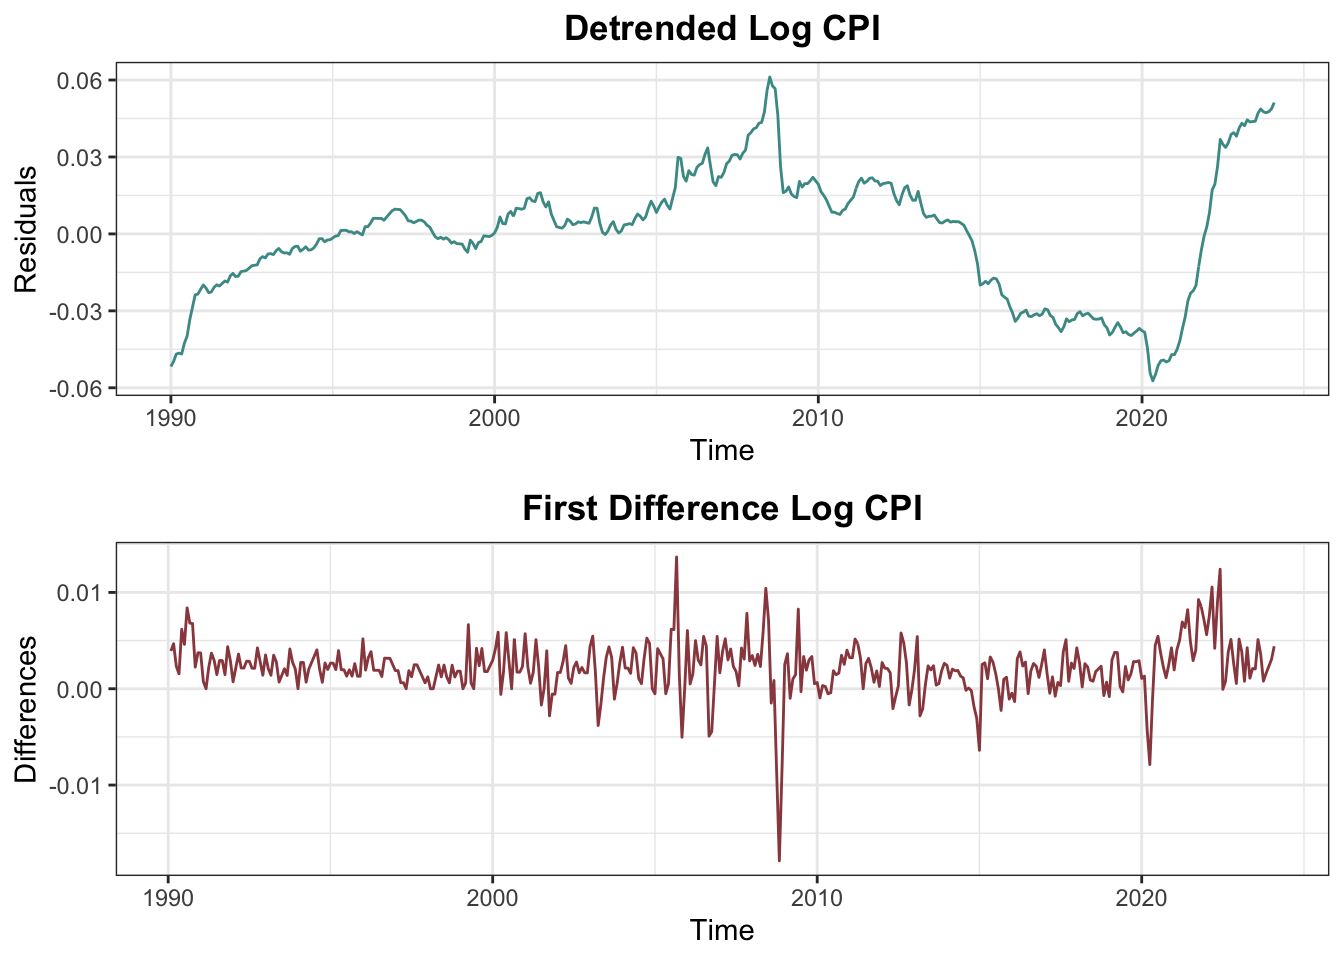 Detrended Log CPI
0.06
0.03
0.00
-0.03
-0.06
Residuals
1990 2000 2010 2020
Time
First Difference Log CPI
0.01
0.00
-0.01
Differences
1990 2000 2010 2020
Time